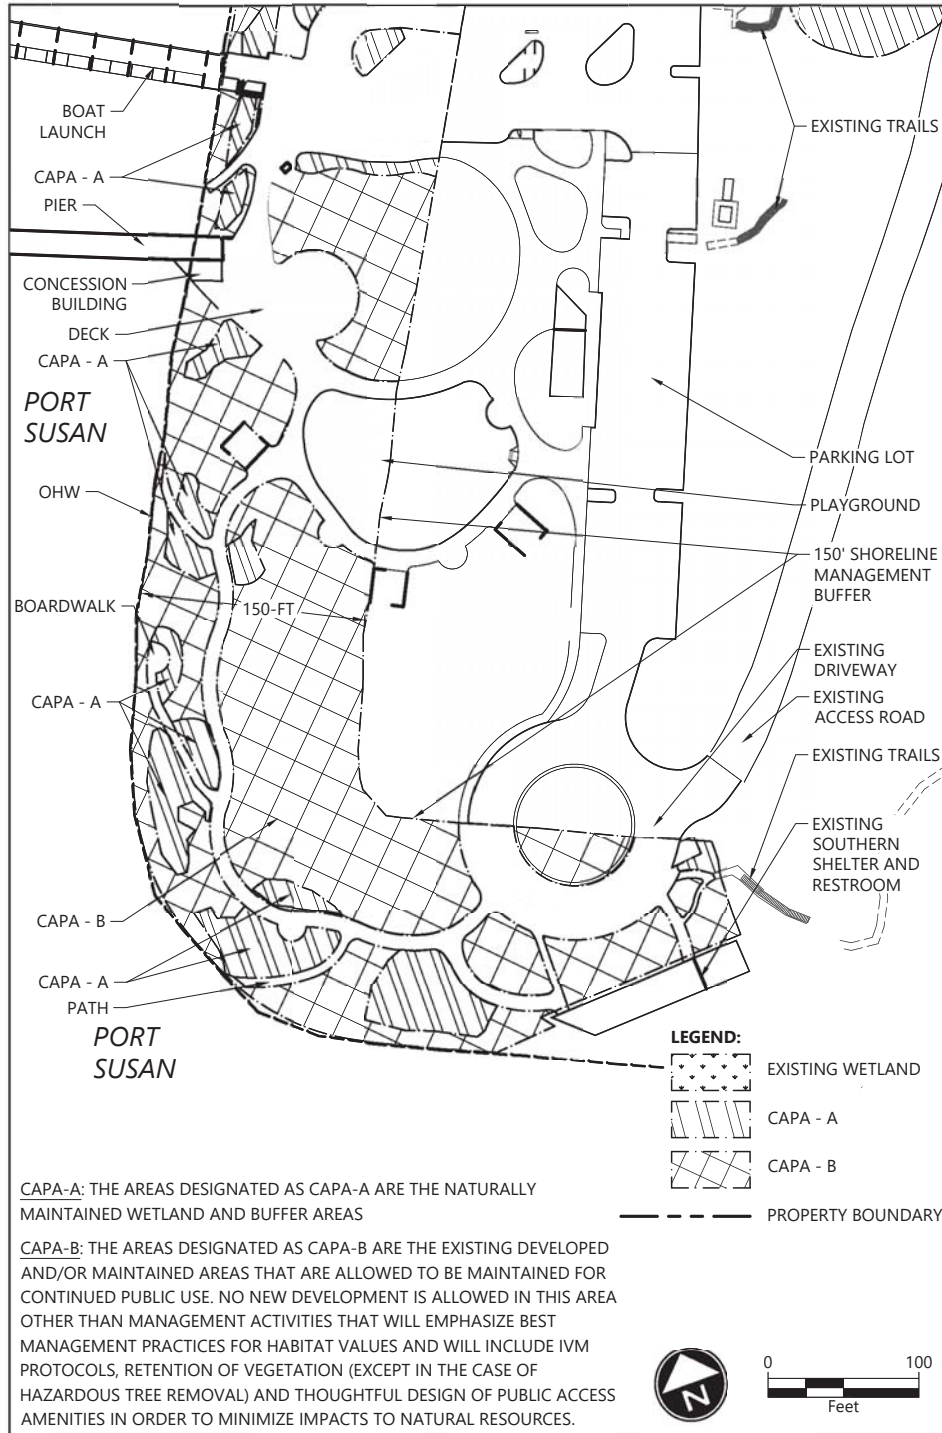 BOAT
LAUNCH
CAPA - A
PIER
CONCESSION
BUILDING
DECK
CAPA - A
PORT
SUSAN
OHW
BOARDWALK
150-FT
CAPA - A
CAPA - B
CAPA - A
PATH
PORT
SUSAN
EXISTING TRAILS
PARKING LOT
PLAYGROUND
150' SHORELINE
MANAGEMENT
BUFFER
EXISTING
DRIVEWAY
EXISTING
ACCESS ROAD
EXISTING TRAILS
EXISTING
SOUTHERN
SHELTER AND
RESTROOM
LEGEND:
EXISTING WETLAND
CAPA - A
CAPA - B
PROPERTY BOUNDARY
CAPA-A: THE AREAS DESIGNATED AS CAPA-A ARE THE NATURALLY
MAINTAINED WETLAND AND BUFFER AREAS
CAPA-B: THE AREAS DESIGNATED AS CAPA-B ARE THE EXISTING DEVELOPED
AND/OR MAINTAINED AREAS THAT ARE ALLOWED TO BE MAINTAINED FOR
CONTINUED PUBLIC USE. NO NEW DEVELOPMENT IS ALLOWED IN THIS AREA
OTHER THAN MANAGEMENT ACTIVITIES THAT WILL EMPHASIZE BEST
MANAGEMENT PRACTICES FOR HABITAT VALUES AND WILL INCLUDE IVM
PROTOCOLS, RETENTION OF VEGETATION (EXCEPT IN THE CASE OF
HAZARDOUS TREE REMOVAL) AND THOUGHTFUL DESIGN OF PUBLIC ACCESS
AMENITIES IN ORDER TO MINIMIZE IMPACTS TO NATURAL RESOURCES.
N
0 100
Feet